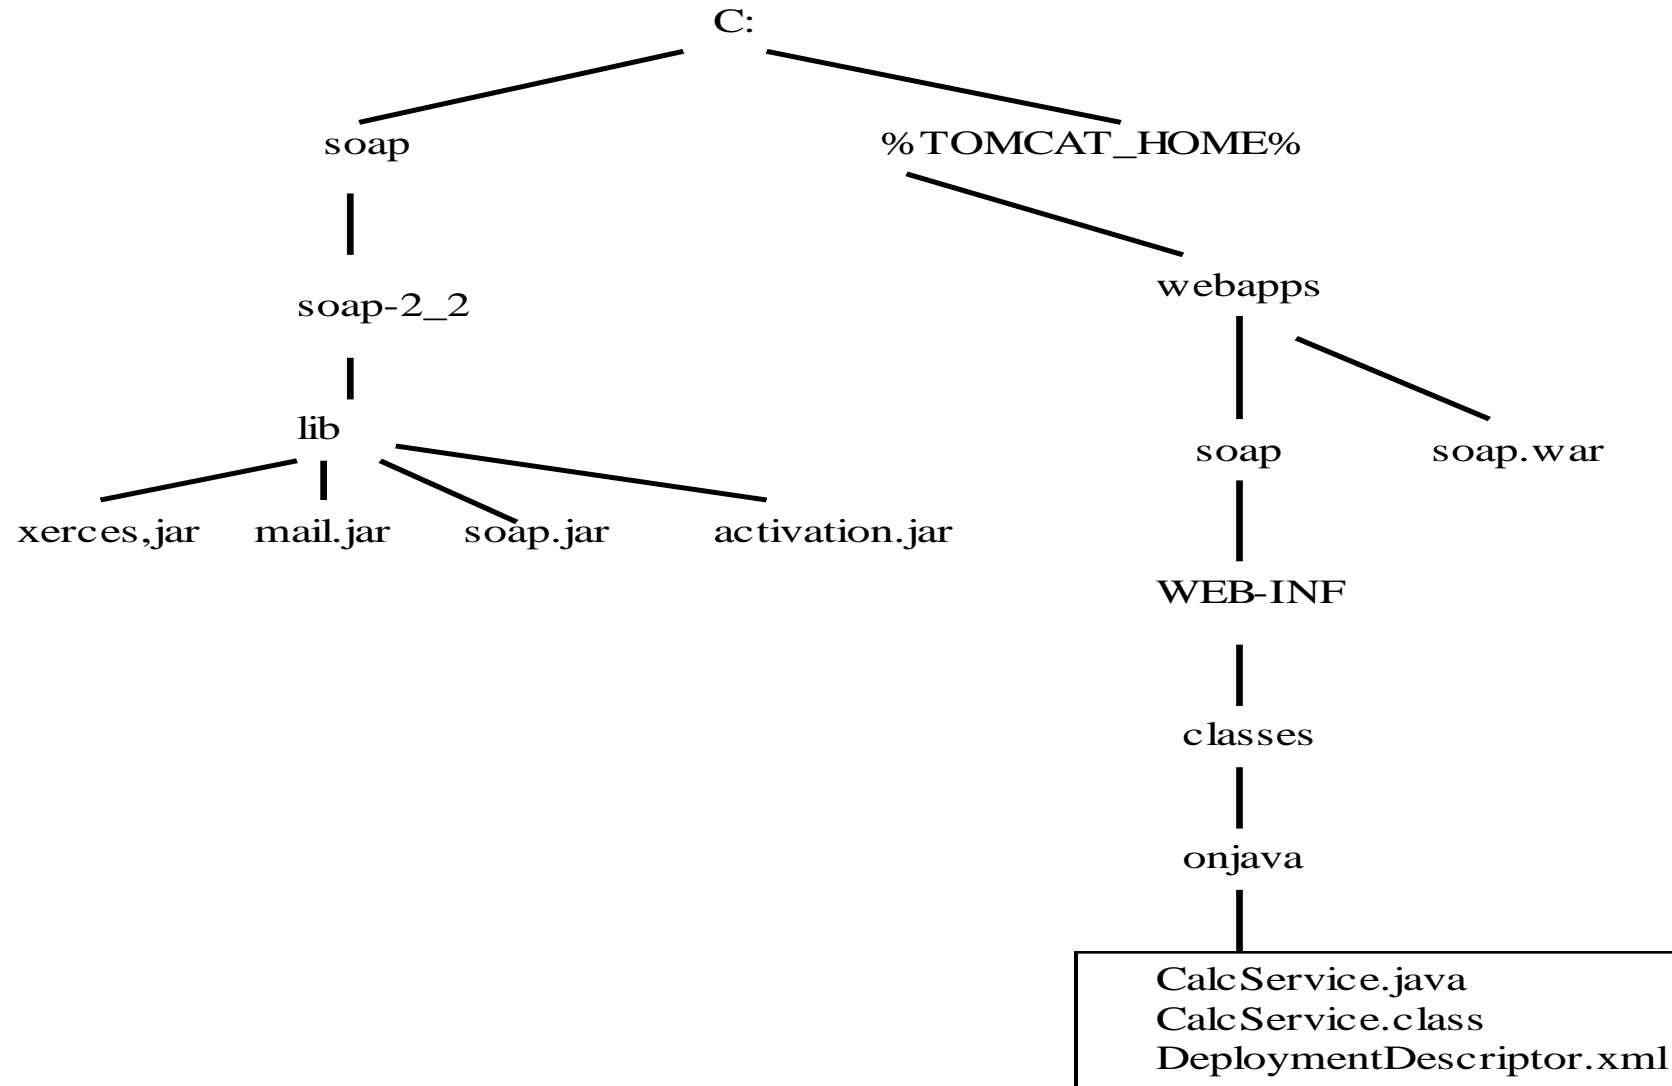 C:
soap
%TOMCAT_HOME%
webapps
soap-2_2
lib
soap
soap.war
xerces,jar
mail.jar
soap.jar
activation.jar
WEB-INF
classes
onjava
CalcService.java
CalcService.class
DeploymentDescriptor.xml